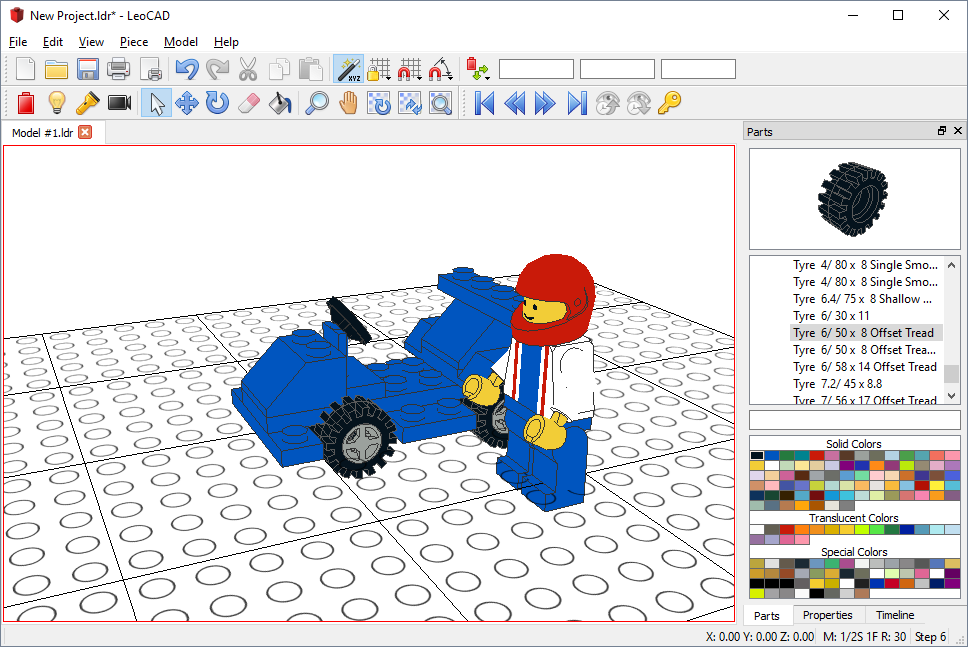 New Project.ldr* - LeoCAD
File Edit View Piece Model Help
XYZ
Model #1.ldr
Parts
Tyre 4/ 80 x 8 Single Smo...
Tyre 4/ 80 x 8 Single Smo...
Tyre 6.4/ 75 x 8 Shallow ...
Tyre 6/ 30 x 11
Tyre 6/ 50 x 8 Offset Tread
Tyre 6/ 50 x 8 Offset Trea...
Tyre 6/ 58 x 14 Offset Tread
Tyre 7.2/ 45 x 8.8
Tyre 7/ 56 x 17 Offset Tread
Solid Colors
Translucent Colors
Special Colors
Parts Properties Timeline
X: 0.00 Y: 0.00 Z: 0.00 M: 1/2S 1F R: 30 Step 6